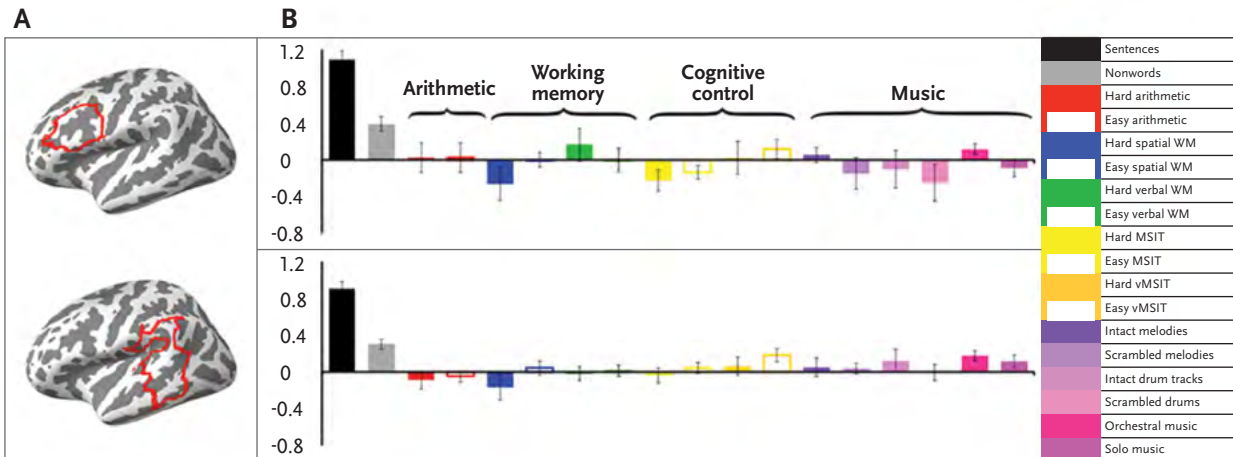 A
B
1.2
0.8
0.4
0
-0.4
-0.8
Arithmetic
Working
memory
Cognitive
control
Music
1.2
0.8
0.4
0
-0.4
-0.8
Sentences
Nonwords
Hard arithmetic
Easy arithmetic
Hard spatial WM
Easy spatial WM
Hard verbal WM
Easy verbal WM
Hard MSIT
Easy MSIT
Hard vMSIT
Easy vMSIT
Intact melodies
Scrambled melodies
Intact drum tracks
Scrambled drums
Orchestral music
Solo music